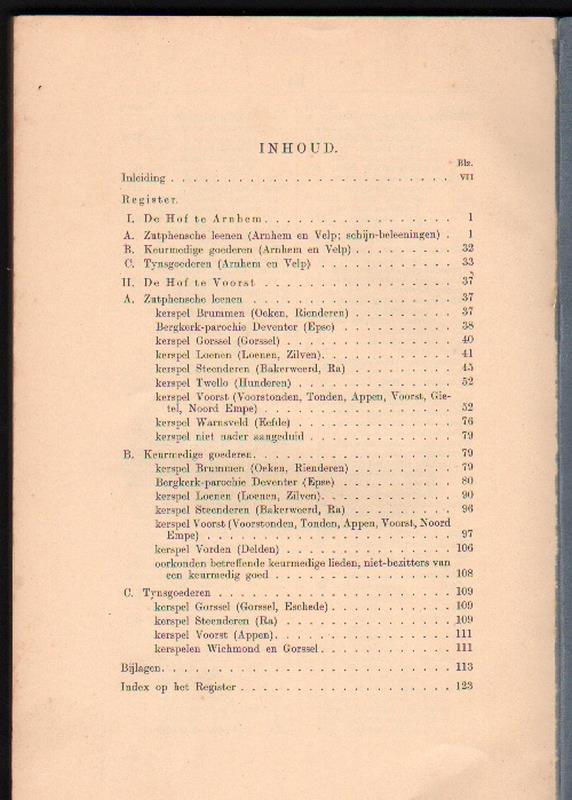 INHOUD.
Blz.
Inleiding . . . . . . . . . . . . . . . . . . . . . . . . . VII
Register.
I. De Hof te Arnhem . . . . . . . . . . . . . . . . . 1
A. Zutphensche leenen (Arnhem en Velp; schijn-beleeningen) . 1
B. Keurmedige goederen (Arnhem en Velp) . . . . . . . . . 32
C. Tynsgoederen (Arnhem en Velp) . . . . . . . . . . . . 33
II. De Hof te Voorst . . . . . . . . . . . . . . . . . 37
A. Zutphensche leenen . . . . . . . . . . . . . . . . . . 37
kerspel Brummen (Oeken, Rienderen) . . . . . . . . . 37
Bergkerk-parochie Deventer (Epse) . . . . . . . . . . 38
kerspel Gorssel (Gorssel) . . . . . . . . . . . . . . . 40
kerspel Loenen (Loenen, Zilven) . . . . . . . . . . . . 41
kerspel Steenderen (Bakerweerd, Ra) . . . . . . . . . 45
kerspel Twello (Hunderen) . . . . . . . . . . . . . . 52
kerspel Voorst (Voorstonden, Tonden, Appen, Voorst, Gie-
tel, Noord Empe) . . . . . . . . . . . . . . . . . 52
kerspel Warnsveld (Eefde) . . . . . . . . . . . . . . 76
kerspel niet nader aangeduid . . . . . . . . . . . . . 79
B. Keurmedige goederen . . . . . . . . . . . . . . . . . . 79
kerspel Brummen (Oeken, Rienderen) . . . . . . . . . 79
Bergkerk-parochie Deventer (Epse) . . . . . . . . . . 80
kerspel Loenen (Loenen, Zilven) . . . . . . . . . . . . 90
kerspel Steenderen (Bakerweerd, Ra) . . . . . . . . . 96
kerspel Voorst (Voorstonden, Tonden, Appen, Voorst, Noord
Empe) . . . . . . . . . . . . . . . . . . . . . . 97
kerspel Vorden (Delden) . . . . . . . . . . . . . . . 106
oorkonden betreffende keurmedige lieden, niet-bezitters van
een keurmedig goed . . . . . . . . . . . . . . . . 108
C. Tynsgoederen . . . . . . . . . . . . . . . . . . . . . 109
kerspel Gorssel (Gorssel, Eschede) . . . . . . . . . . . 109
kerspel Steenderen (Ra) . . . . . . . . . . . . . . . 109
kerspel Voorst (Appen) . . . . . . . . . . . . . . . . 111
kerspelen Wichmond en Gorssel . . . . . . . . . . . . 111
Bijlagen . . . . . . . . . . . . . . . . . . . . . . . . . . 113
Index op het Register . . . . . . . . . . . . . . . . . . . 123